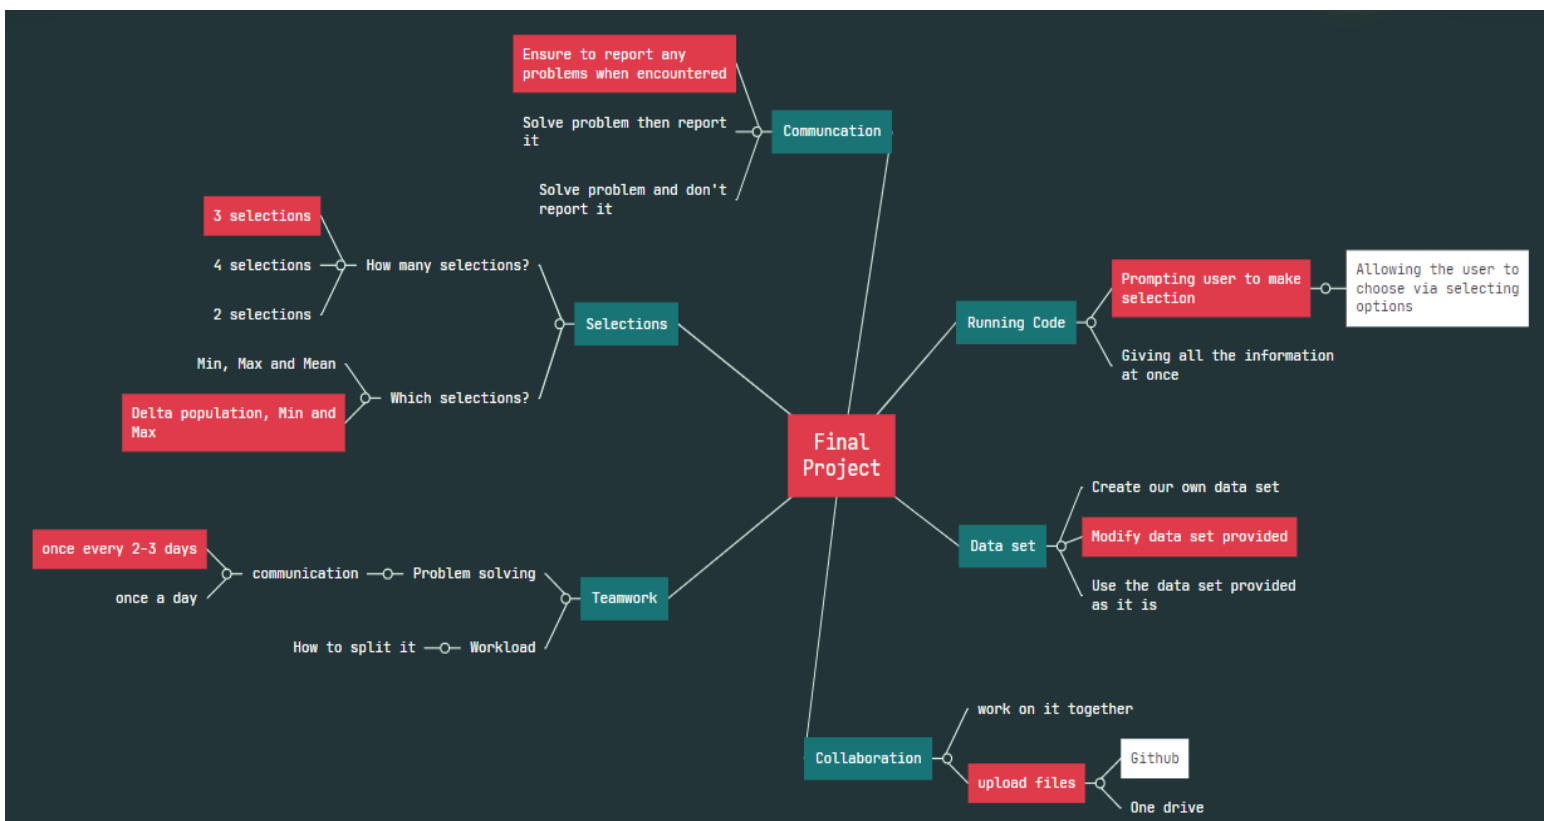 Ensure to report any
problems when encountered
Solve problem then report
it
Solve problem and don't
report it
Communcation
3 selections
4 selections
2 selections
How many selections?
Min, Max and Mean
Delta population, Min and
Max
Which selections?
Selections
Prompting user to make
selection
Allowing the user to
choose via selecting
options
Giving all the information
at once
Running Code
Final
Project
Create our own data set
Modify data set provided
Use the data set provided
as it is
Data set
once every 2-3 days
once a day
communication
Problem solving
How to split it
Workload
Teamwork
work on it together
Collaboration
upload files
Github
One drive